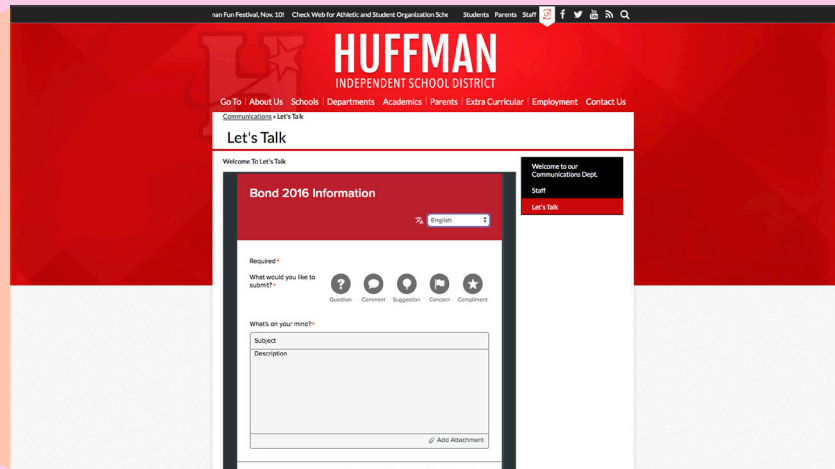 nan Fun Festival, Nov. 10! Check Web for Athletic and Student Organization Sche Students Parents Staff
HUFFMAN
INDEPENDENT SCHOOL DISTRICT
Go To About Us Schools Departments Academics Parents Extra Curricular Employment Contact Us
Communications › Let's Talk
Let's Talk
Welcome To Let's Talk
Welcome to our
Communications Dept.
Staff
Let's Talk
Bond 2016 Information
English
Required*
What would you like to
submit?*
Question Comment Suggestion Concern Compliment
What's on your mind?*
Subject
Description
Add Attachment